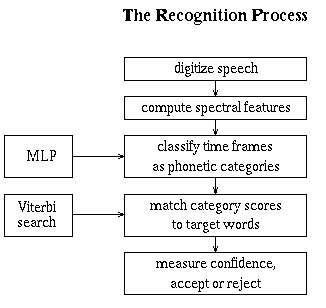 The Recognition Process
digitize speech
compute spectral features
MLP
classify time frames
as phonetic categories
Viterbi
search
match category scores
to target words
measure confidence,
accept or reject